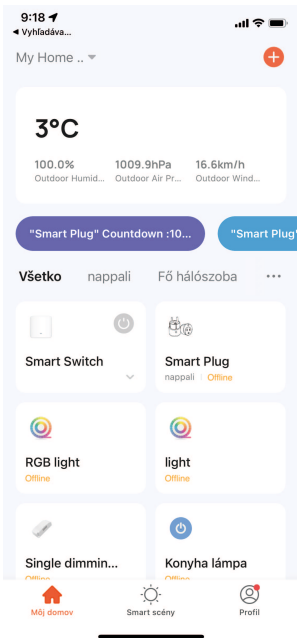 9:18
◀ Vyhľadáva...
My Home ..
3°C
100.0% 1009.9hPa 16.6km/h
Outdoor Humid... Outdoor Air Pr... Outdoor Wind...
"Smart Plug" Countdown :10... "Smart Plug"
Všetko nappali Fő hálószoba ...
Smart Switch Smart Plug
nappali | Offline
RGB light light
Offline Offline
Single dimmin... Konyha lámpa
Offline Offline
Môj domov Smart scény Profil